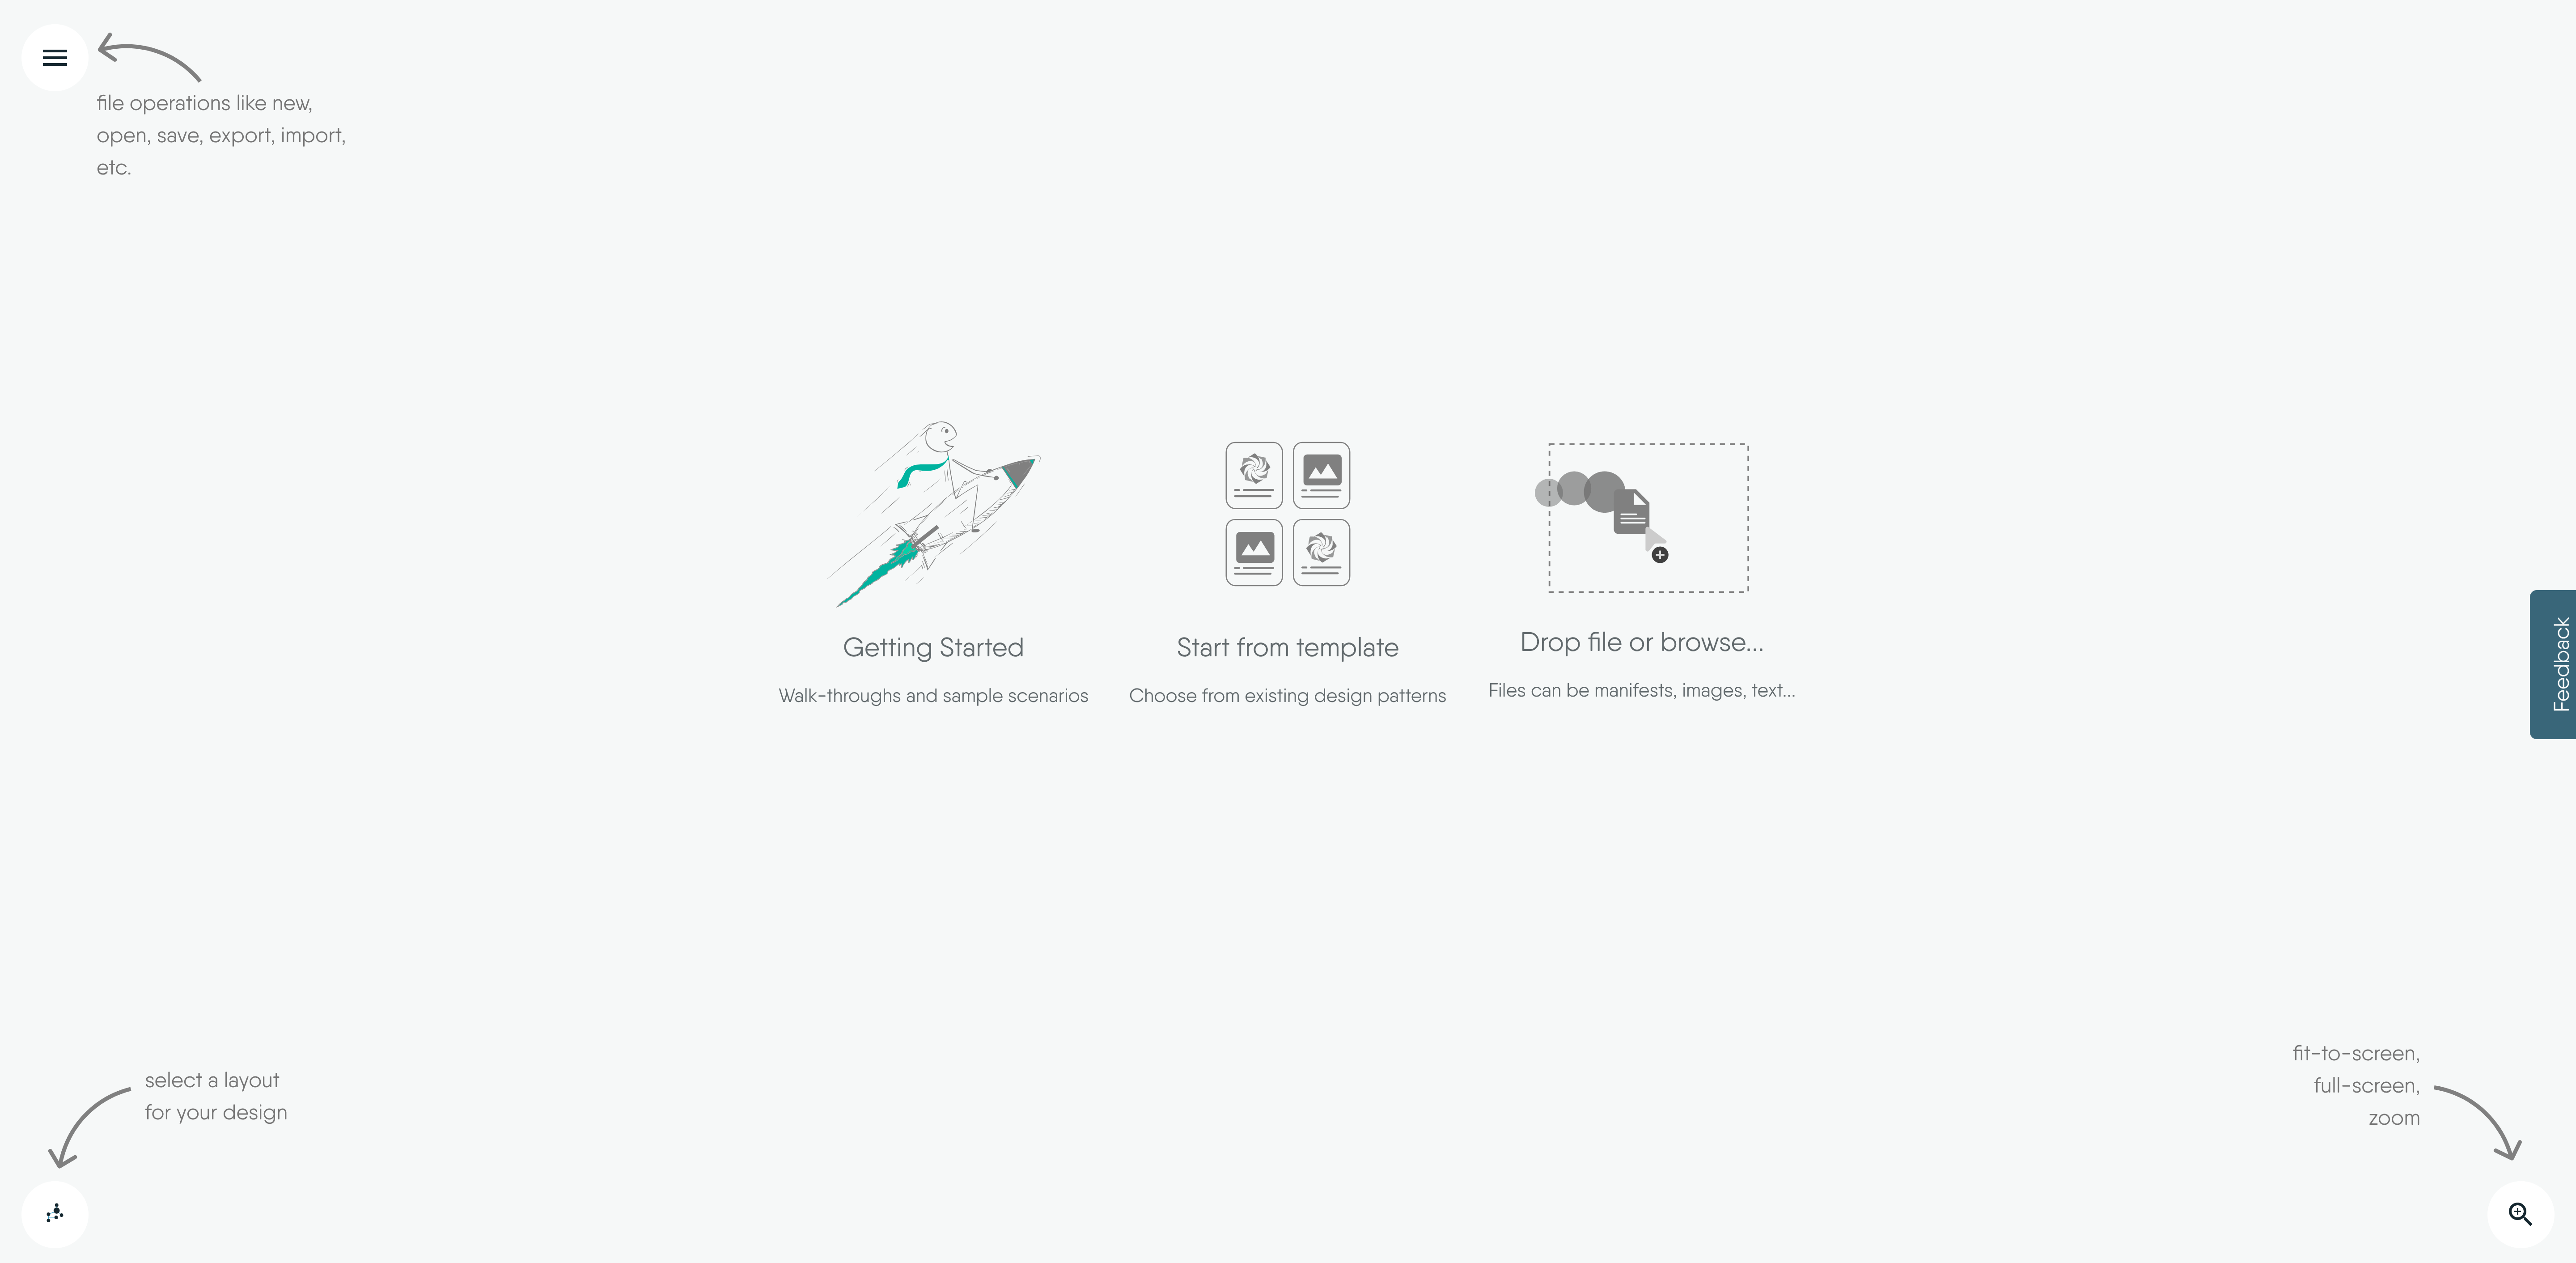 file operations like new,
open, save, export, import,
etc.
Getting Started
Walk-throughs and sample scenarios
Start from template
Choose from existing design patterns
Drop file or browse...
Files can be manifests, images, text...
Feedback
select a layout
for your design
fit-to-screen,
full-screen,
zoom